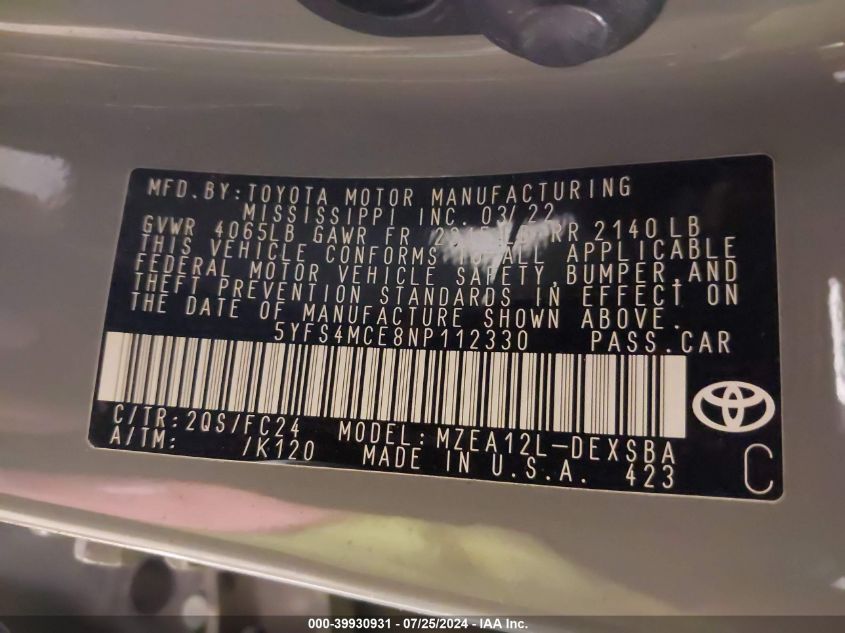 MFD.BY:TOYOTA MOTOR MANUFACTURING
MISSISSIPPI INC. 03/22
GVWR 4065LB GAWR FR RR 2140LB
THIS VEHICLE CONFORMS TO ALL APPLICABLE
FEDERAL MOTOR VEHICLE SAFETY,BUMPER,AND
THEFT PREVENTION STANDARDS IN EFFECT ON
THE DATE OF MANUFACTURE SHOWN ABOVE.
5YFS4MCE8NP112330 PASS.CAR
C/TR:2QS/FC24 MODEL:MZEA12L-DEXSBA
A/TM: /K120 MADE IN U.S.A. 423
C
000-39930931 - 07/25/2024 - IAA Inc.